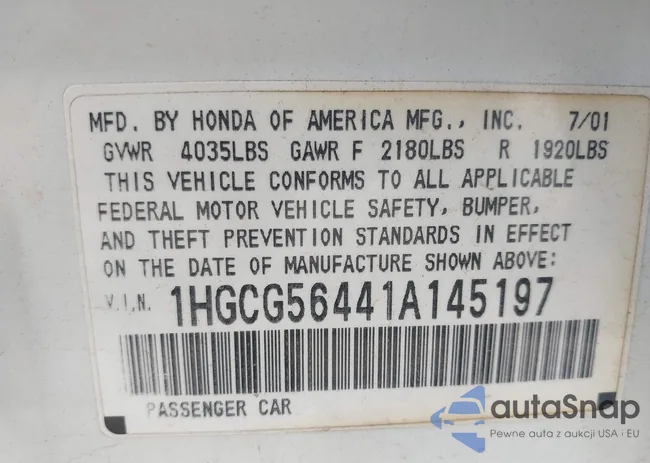 MFD. BY HONDA OF AMERICA MFG., INC. 7/01
GVWR 4035LBS GAWR F 2180LBS R 1920LBS
THIS VEHICLE CONFORMS TO ALL APPLICABLE
FEDERAL MOTOR VEHICLE SAFETY, BUMPER,
AND THEFT PREVENTION STANDARDS IN EFFECT
ON THE DATE OF MANUFACTURE SHOWN ABOVE:
V.I.N. 1HGCG56441A145197
PASSENGER CAR
autaSnap
Pewne auta z aukcji USA i EU